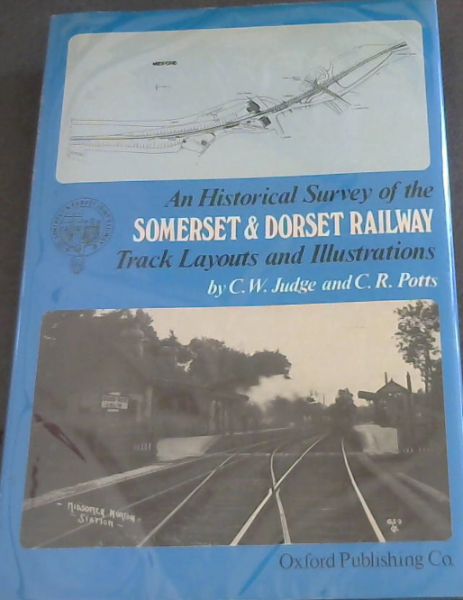 MIDFORD
An Historical Survey of the
SOMERSET & DORSET RAILWAY
Track Layouts and Illustrations
by C.W. Judge and C.R. Potts
MIDSOMER NORTON
STATION
Oxford Publishing Co.